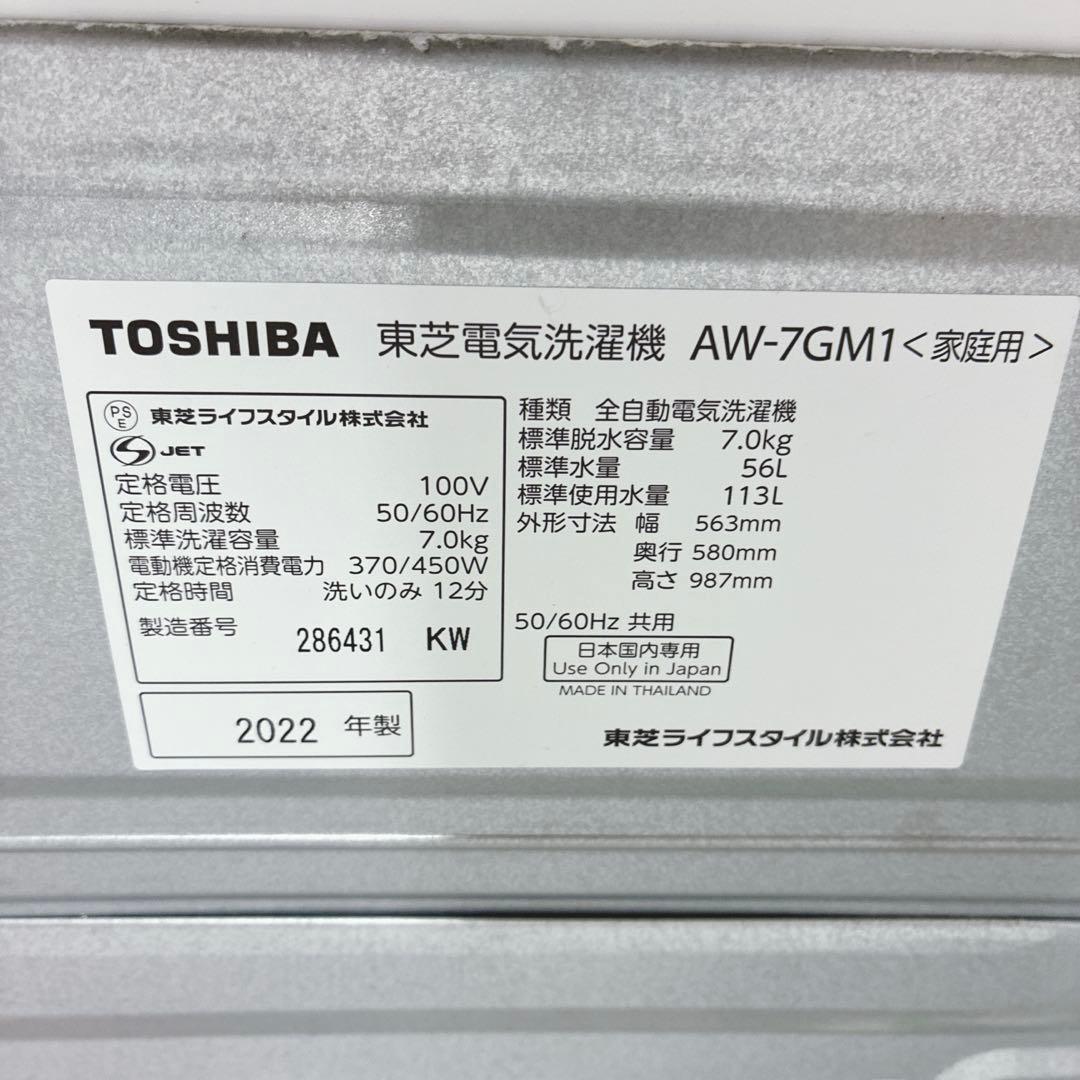 TOSHIBA 東芝電気洗濯機 AW-7GM1<家庭用>
PS
E
東芝ライフスタイル株式会社
S JET
定格電圧 100V
定格周波数 50/60Hz
標準洗濯容量 7.0kg
電動機定格消費電力 370/450W
定格時間 洗いのみ 12分
製造番号 286431 KW
2022 年製
種類 全自動電気洗濯機
標準脱水容量 7.0kg
標準水量 56L
標準使用水量 113L
外形寸法 幅 563mm
奥行 580mm
高さ 987mm
50/60Hz 共用
日本国内専用
Use Only in Japan
MADE IN THAILAND
東芝ライフスタイル株式会社